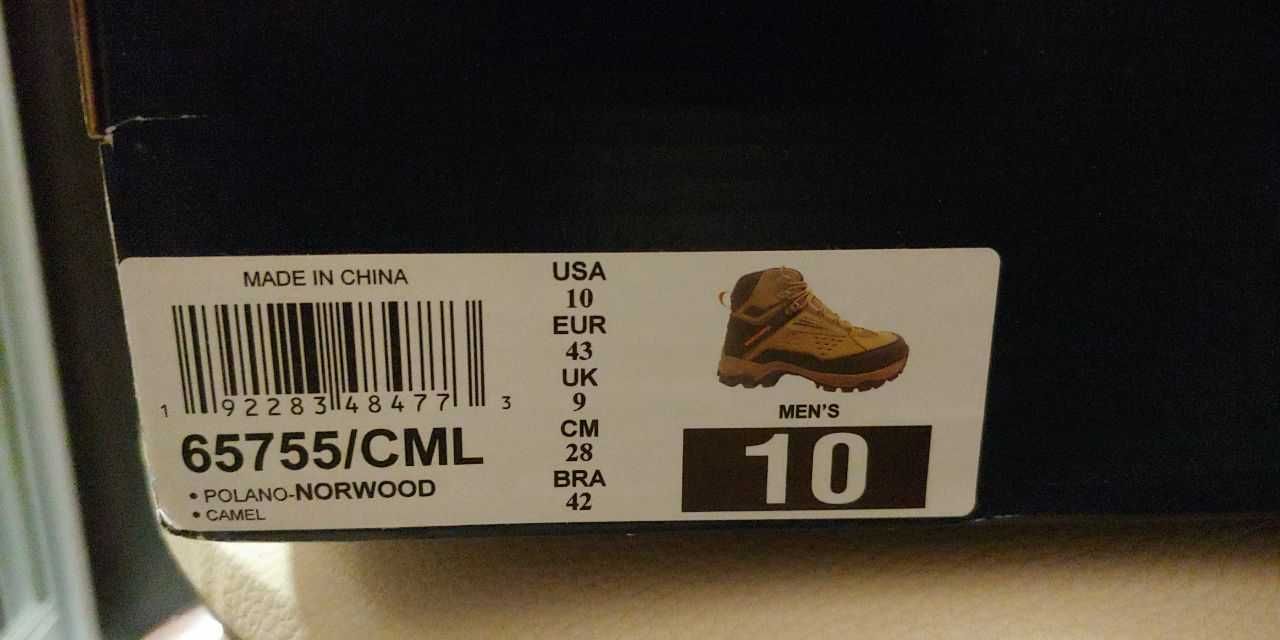 MADE IN CHINA
1 92283 48477 3
65755/CML
• POLANO-NORWOOD
• CAMEL
USA
10
EUR
43
UK
9
CM
28
BRA
42
MEN'S
10